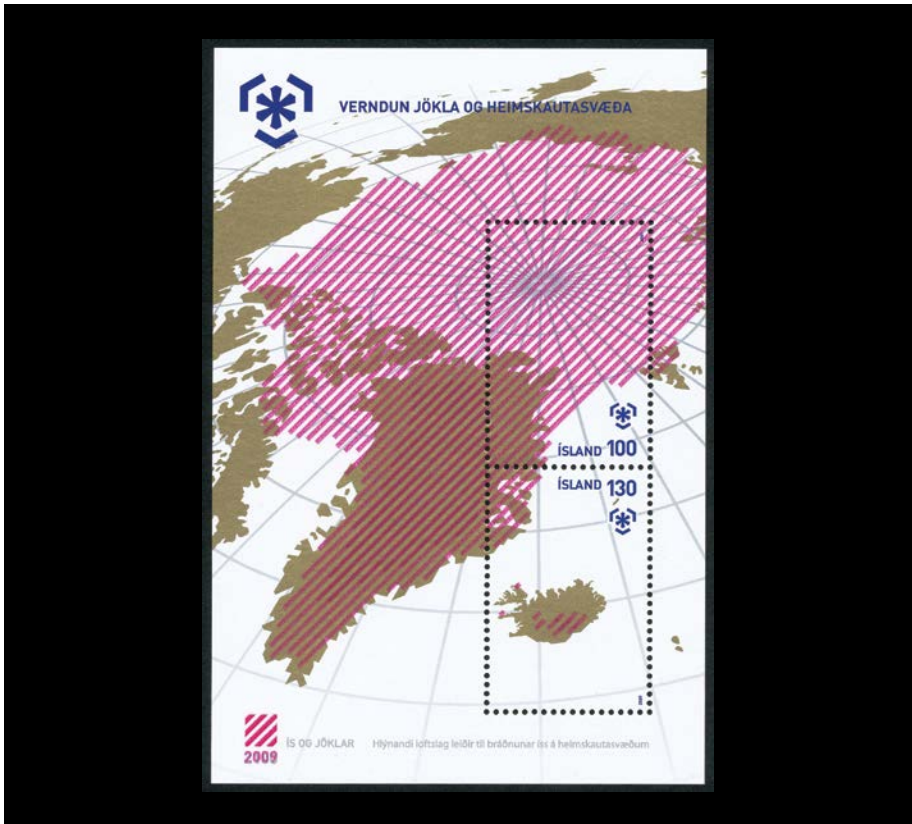 VERNDUN JÖKLA OG HEIMSKAUTASVÆÐA
ÍSLAND 100
ÍSLAND 130
2009
ÍS OG JÖKLAR Hlýnandi loftslag leiðir til bráðnunar íss á heimskautasvæðum